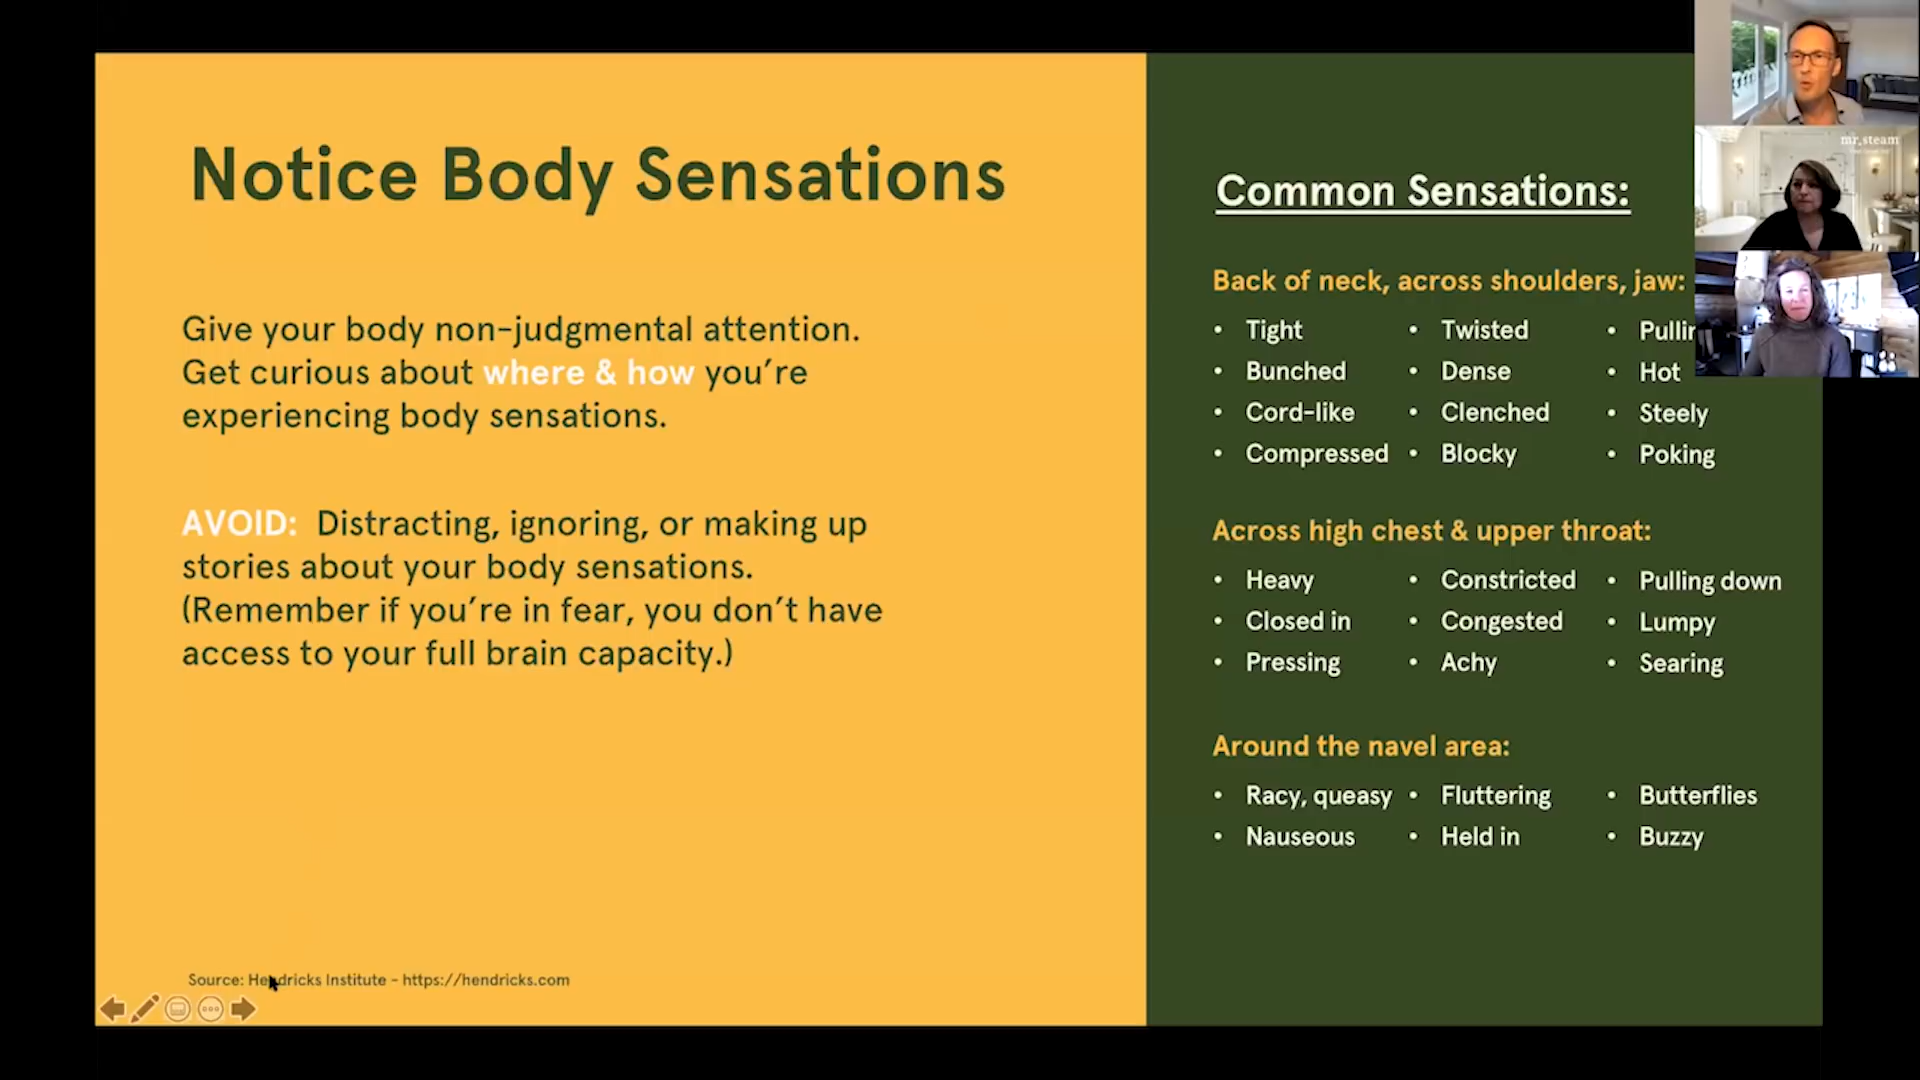 Notice Body Sensations
Give your body non-judgmental attention.
Get curious about where & how you're
experiencing body sensations.
AVOID: Distracting, ignoring, or making up
stories about your body sensations.
(Remember if you're in fear, you don't have
access to your full brain capacity.)
Source: Hendricks Institute - https://hendricks.com
Common Sensations:
Back of neck, across shoulders, jaw:
• Tight • Twisted •
• Bunched • Dense • Hot
• Cord-like • Clenched • Steely
• Compressed • Blocky • Poking
Across high chest & upper throat:
• Heavy • Constricted • Pulling down
• Closed in • Congested • Lumpy
• Pressing • Achy • Searing
Around the navel area:
• Racy, queasy • Fluttering • Butterflies
• Nauseous • Held in • Buzzy
mr.steam